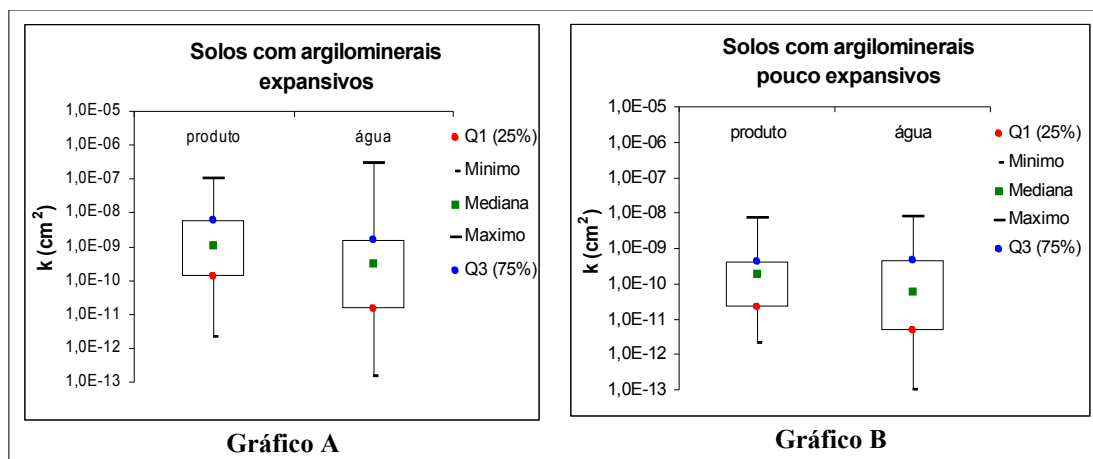 Solos com argilominerais
expansivos
1,0E-05
1,0E-06
1,0E-07
1,0E-08
1,0E-09
1,0E-10
1,0E-11
1,0E-12
1,0E-13
k (cm²)
produto água
Q1 (25%)
Minimo
Mediana
Maximo
Q3 (75%)
Gráfico A
Solos com argilominerais
pouco expansivos
1,0E-05
1,0E-06
1,0E-07
1,0E-08
1,0E-09
1,0E-10
1,0E-11
1,0E-12
1,0E-13
k (cm²)
produto água
Q1 (25%)
Minimo
Mediana
Maximo
Q3 (75%)
Gráfico B